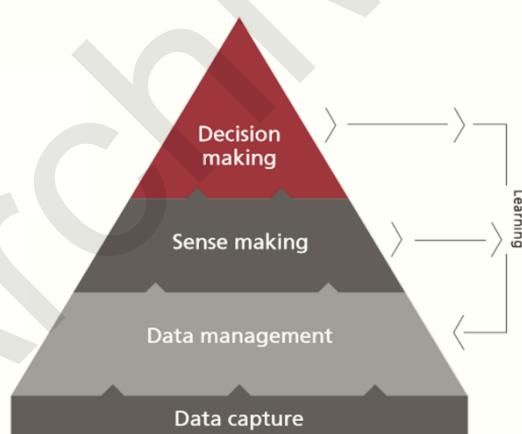 Decision
making
Sense making
Learning
Data management
Data capture